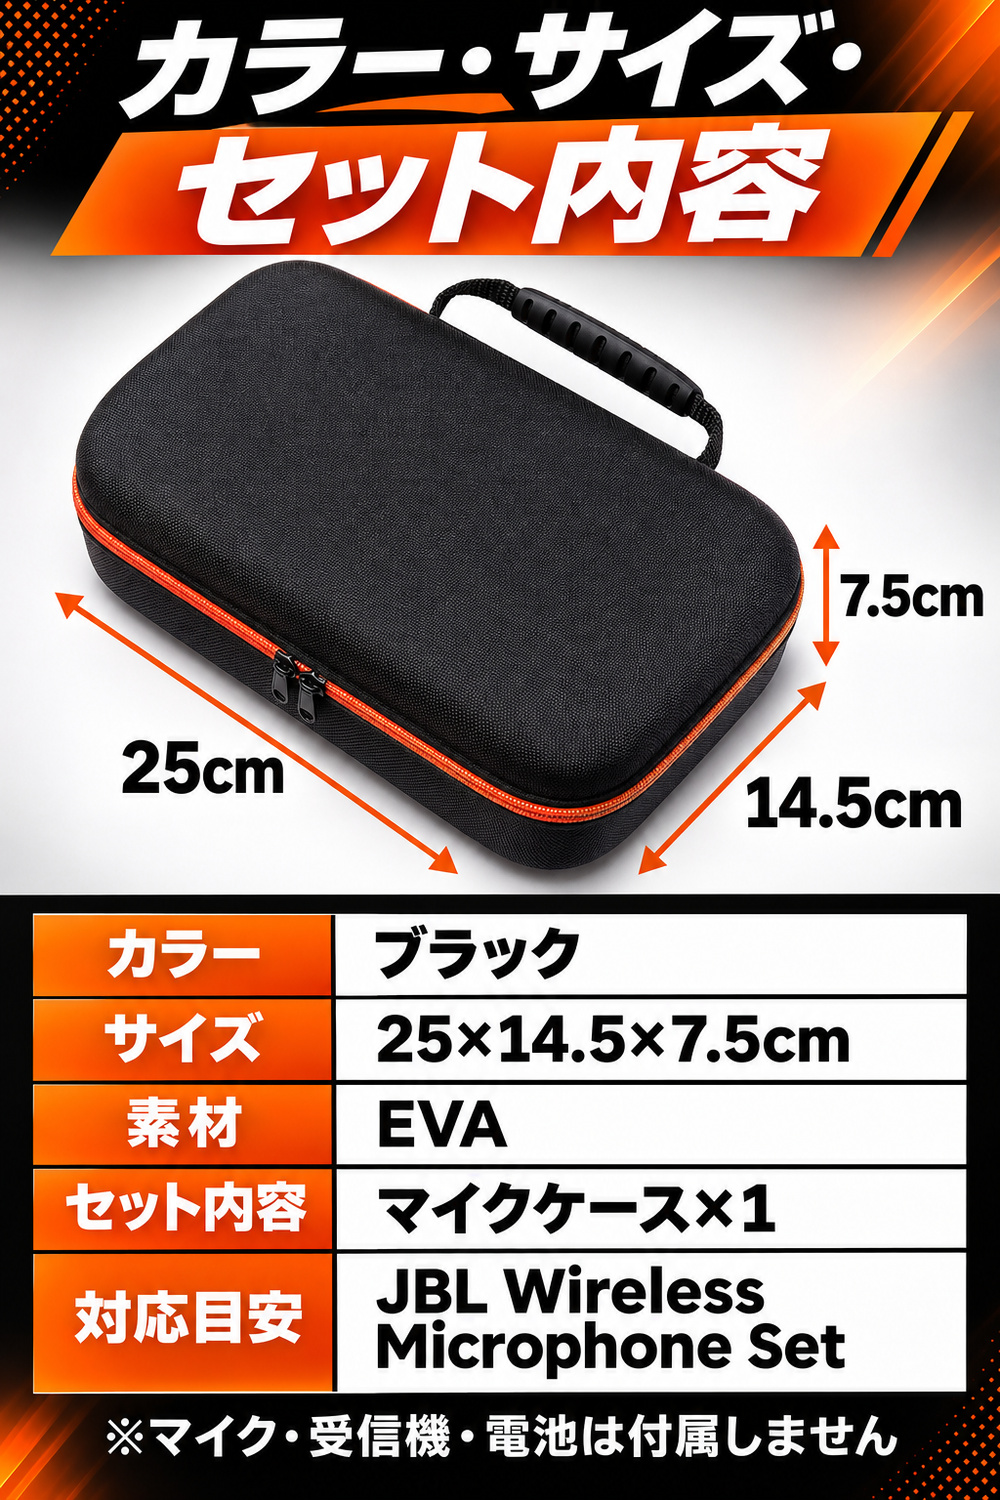 カラー・サイズ・
セット内容
7.5cm
25cm
14.5cm
カラー
ブラック
サイズ
25×14.5×7.5cm
素材
EVA
セット内容
マイクケース×1
対応目安
JBL Wireless
Microphone Set
※マイク・受信機・電池は付属しません